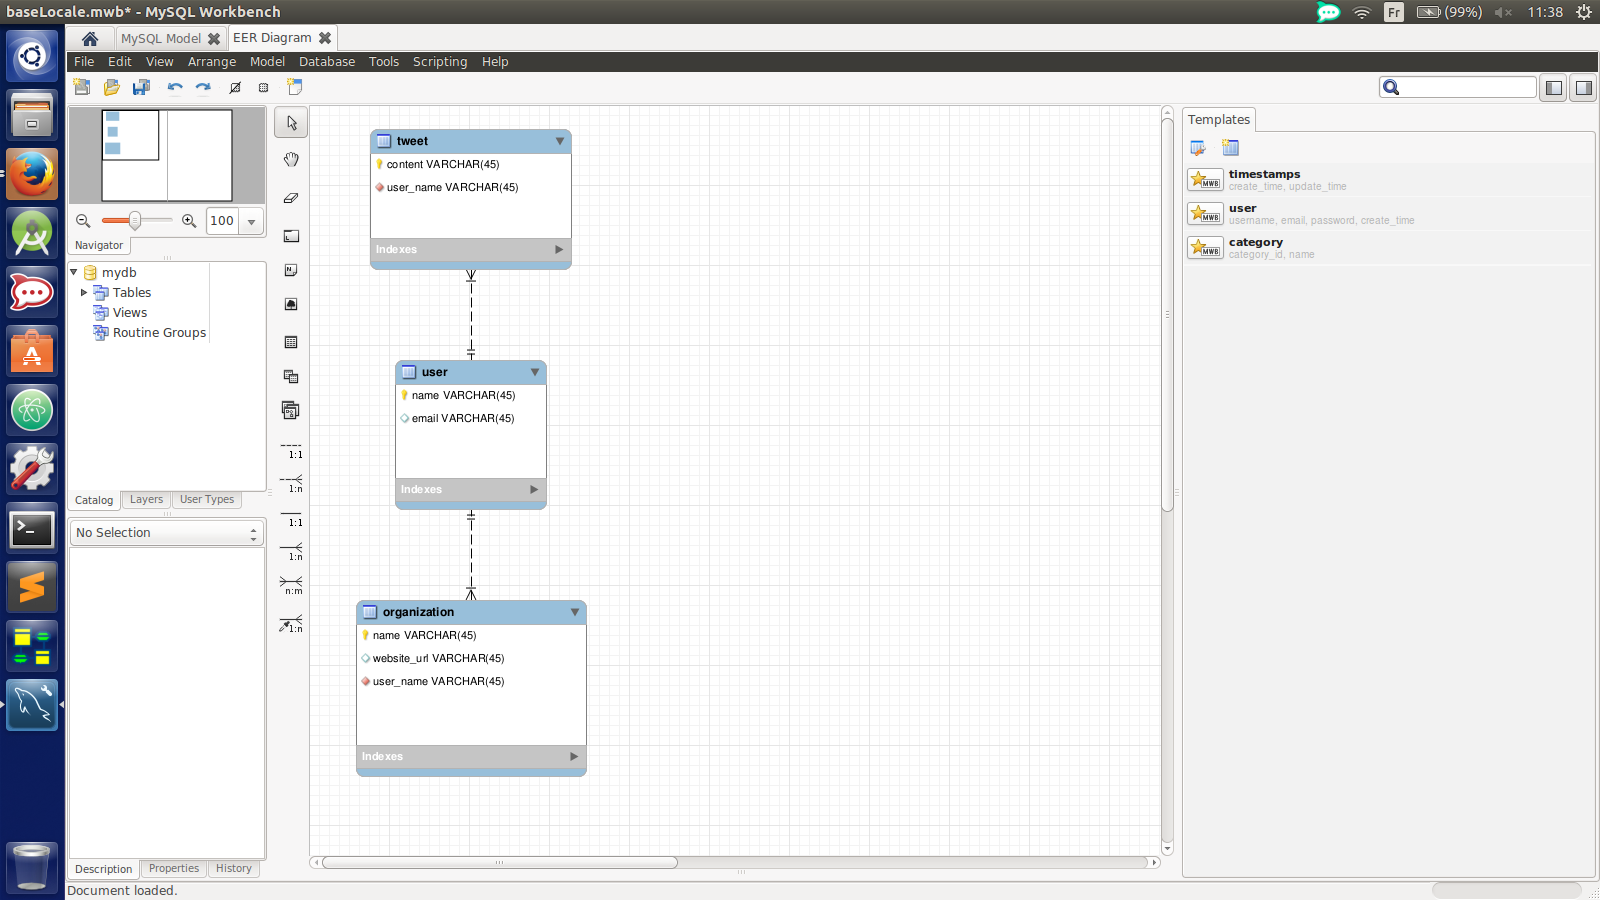 baseLocale.mwb* - MySQL Workbench
Fr
(99%)
11:38
MySQL Model
EER Diagram
File Edit View Arrange Model Database Tools Scripting Help
100
Navigator
mydb
Tables
Views
Routine Groups
Catalog Layers User Types
No Selection
Description Properties History
Document loaded.
1:1
1:n
1:1
1:n
n:m
1:n
tweet
content VARCHAR(45)
user_name VARCHAR(45)
Indexes
user
name VARCHAR(45)
email VARCHAR(45)
Indexes
organization
name VARCHAR(45)
website_url VARCHAR(45)
user_name VARCHAR(45)
Indexes
Templates
MWB
timestamps
create_time, update_time
MWB
user
username, email, password, create_time
MWB
category
category_id, name